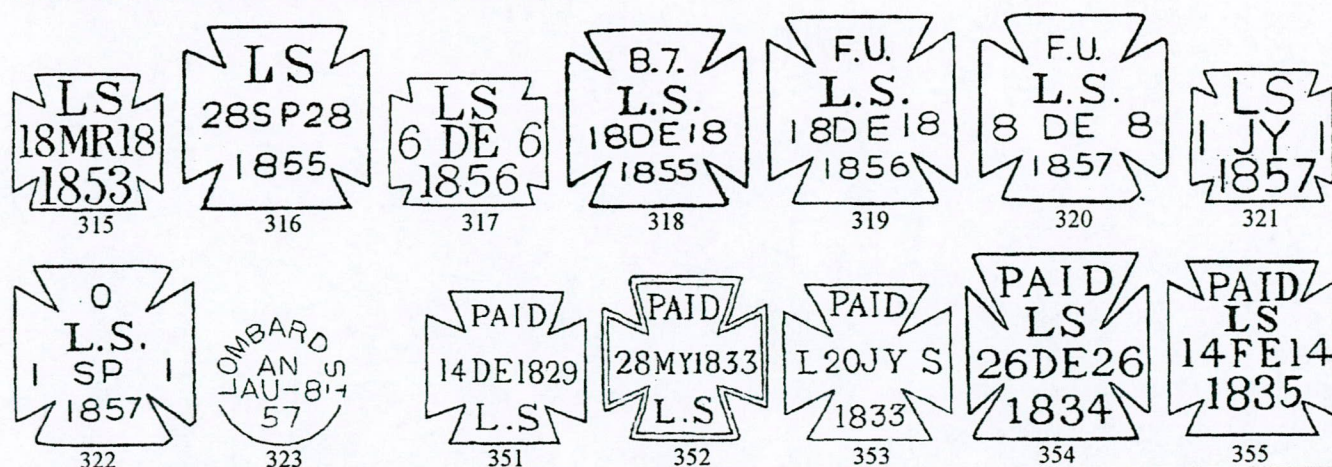 LS
18MR18
1853
315
LS
28SP28
1855
316
LS
6 DE 6
1856
317
B.7.
L.S.
18DE18
1855
318
F.U.
L.S.
18DE18
1856
319
F.U.
L.S.
8 DE 8
1857
320
LS
1 JY 1
1857
321
O
L.S.
1 SP 1
1857
322
LOMBARD ST
AN
AU-8
57
323
PAID
14DE1829
L.S
351
PAID
28MY1833
L.S
352
PAID
L20JY S
1833
353
PAID
LS
26DE26
1834
354
PAID
LS
14FE14
1835
355